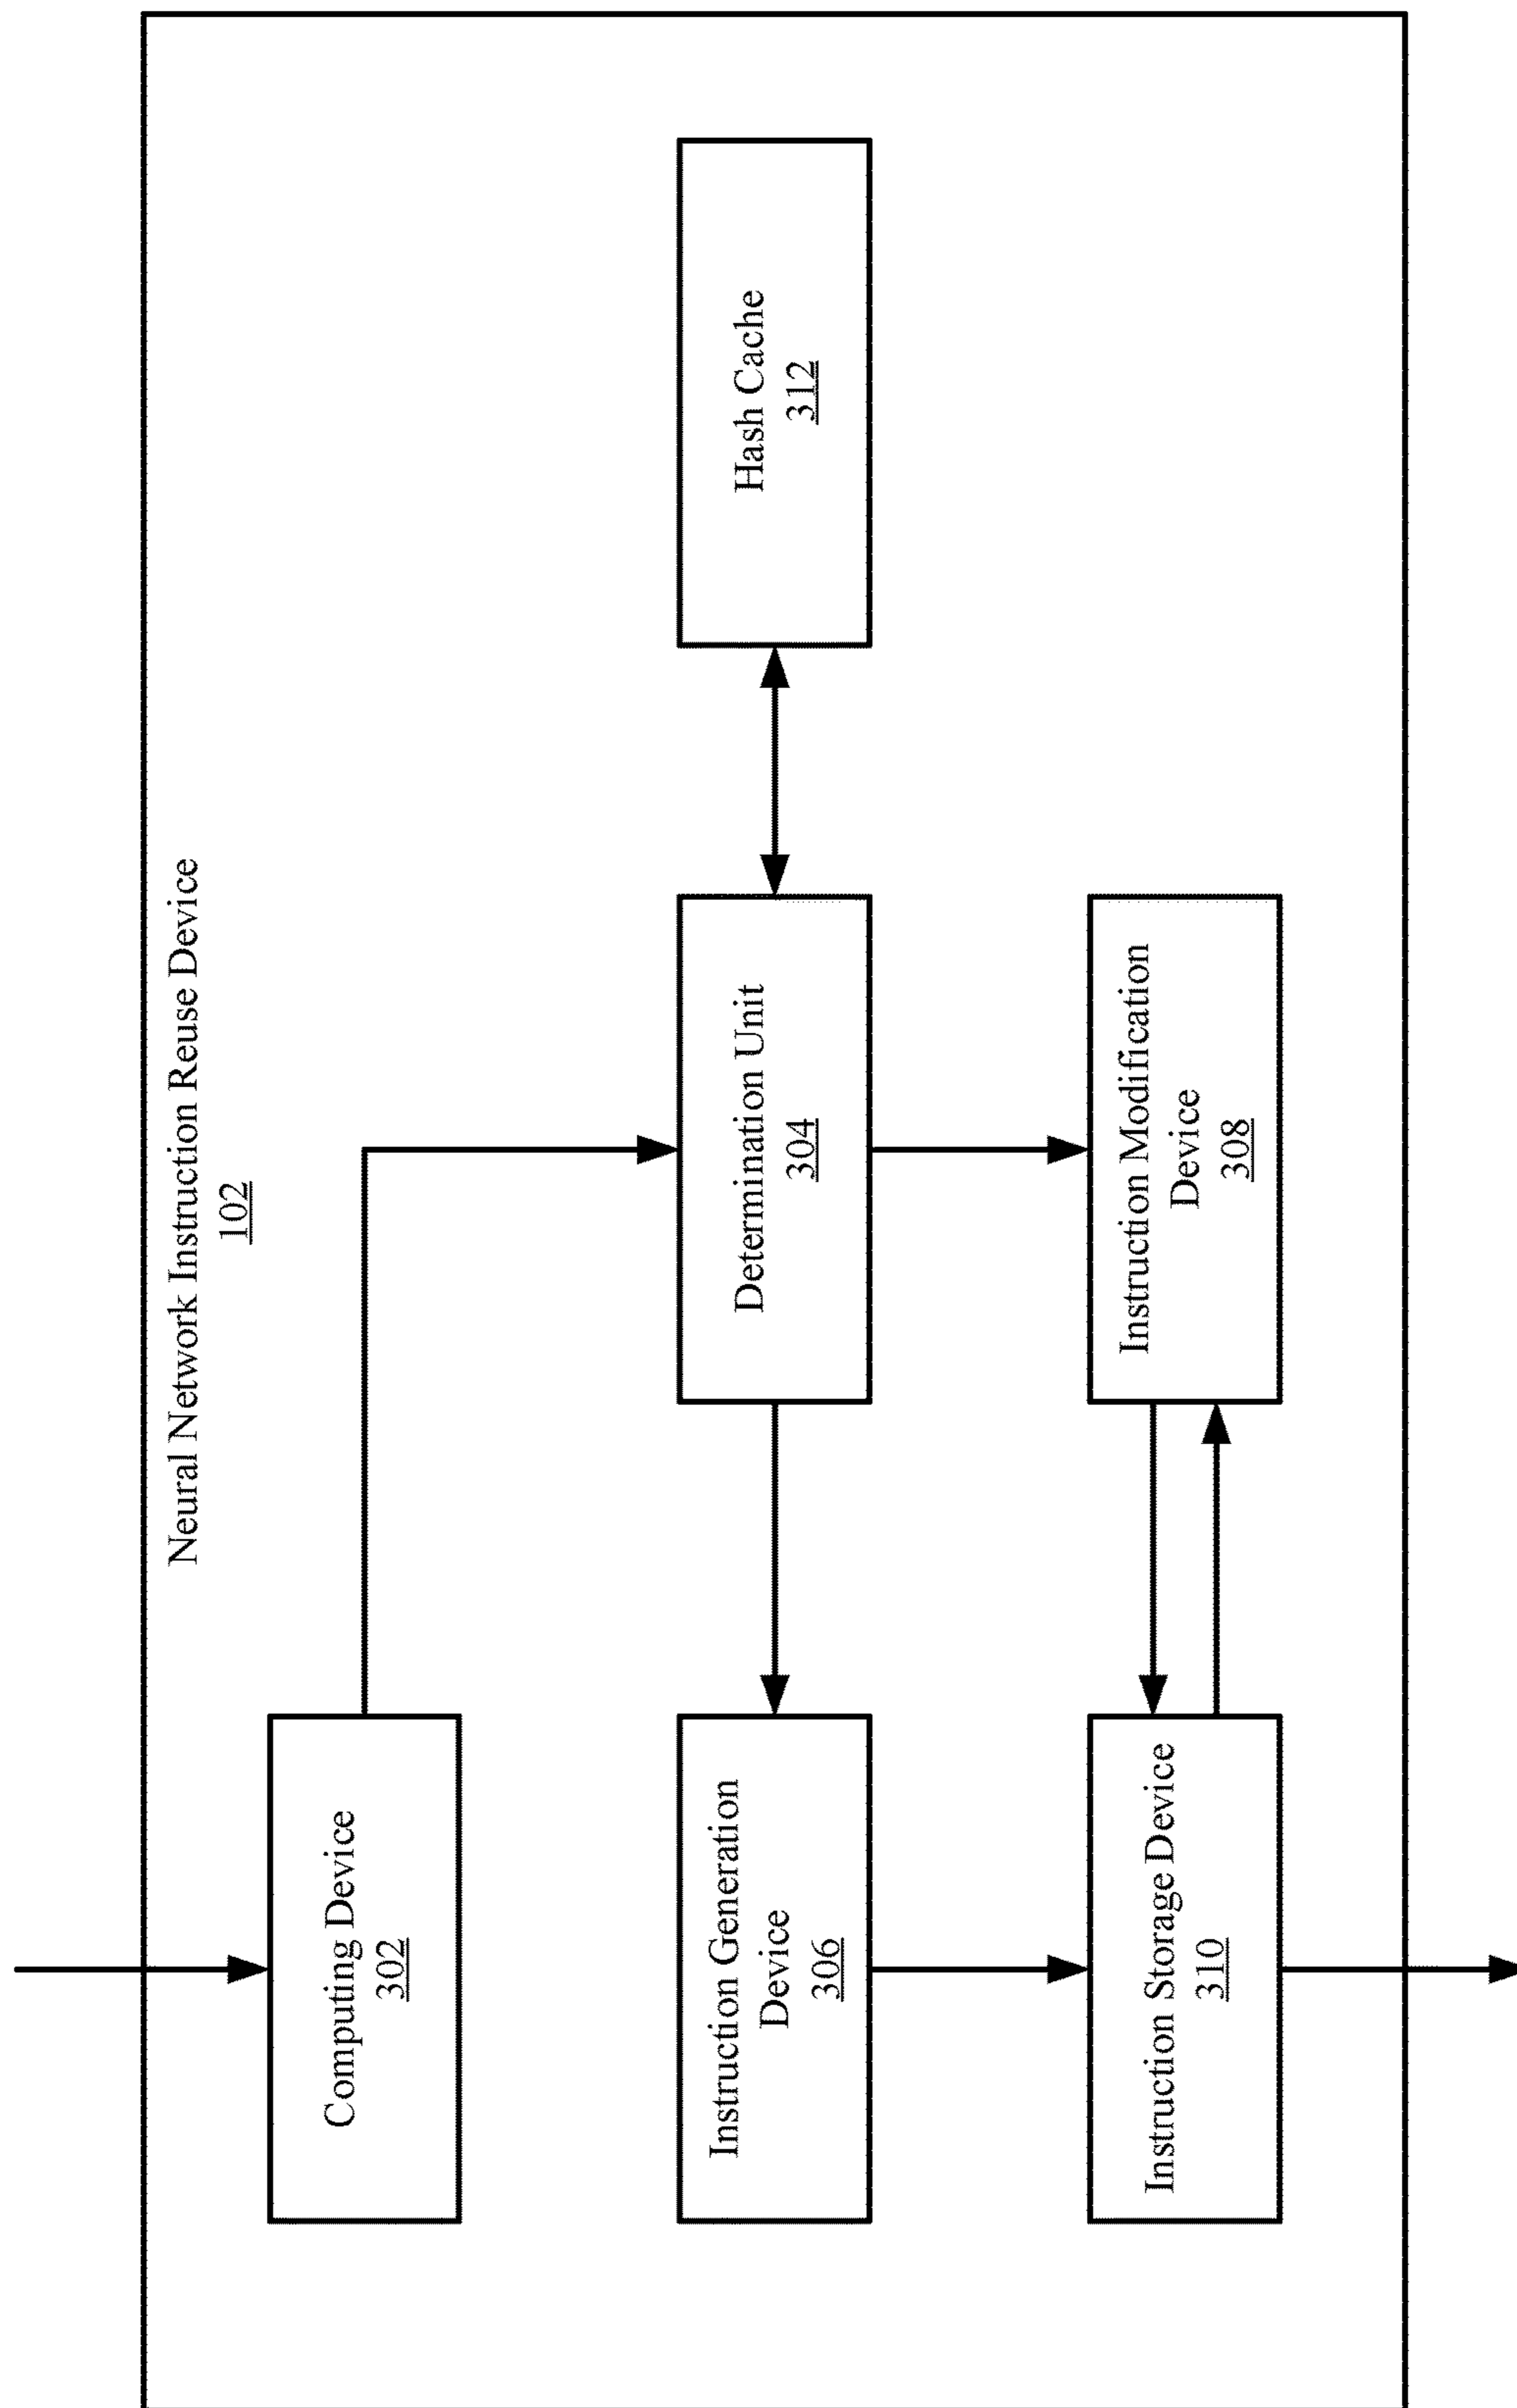 Neural Network Instruction Reuse Device
102
Computing Device
302
Instruction Generation
Device
306
Determination Unit
304
Hash Cache
312
Instruction Storage Device
310
Instruction Modification
Device
308